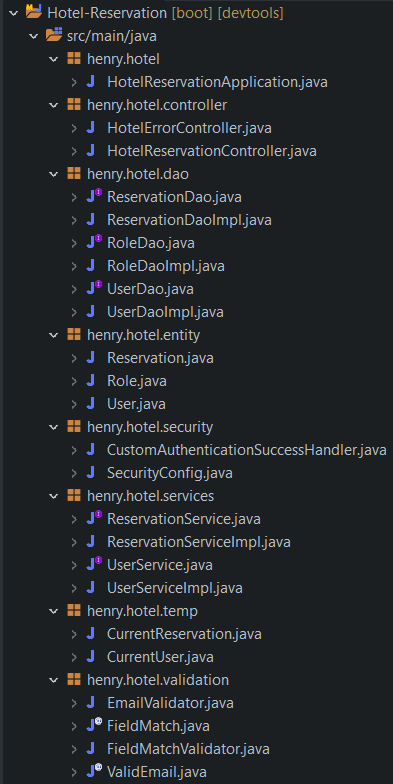 Hotel-Reservation [boot] [devtools]
src/main/java
henry.hotel
HotelReservationApplication.java
henry.hotel.controller
HotelErrorController.java
HotelReservationController.java
henry.hotel.dao
ReservationDao.java
ReservationDaoImpl.java
RoleDao.java
RoleDaoImpl.java
UserDao.java
UserDaoImpl.java
henry.hotel.entity
Reservation.java
Role.java
User.java
henry.hotel.security
CustomAuthenticationSuccessHandler.java
SecurityConfig.java
henry.hotel.services
ReservationService.java
ReservationServiceImpl.java
UserService.java
UserServiceImpl.java
henry.hotel.temp
CurrentReservation.java
CurrentUser.java
henry.hotel.validation
EmailValidator.java
FieldMatch.java
FieldMatchValidator.java
ValidEmail.java